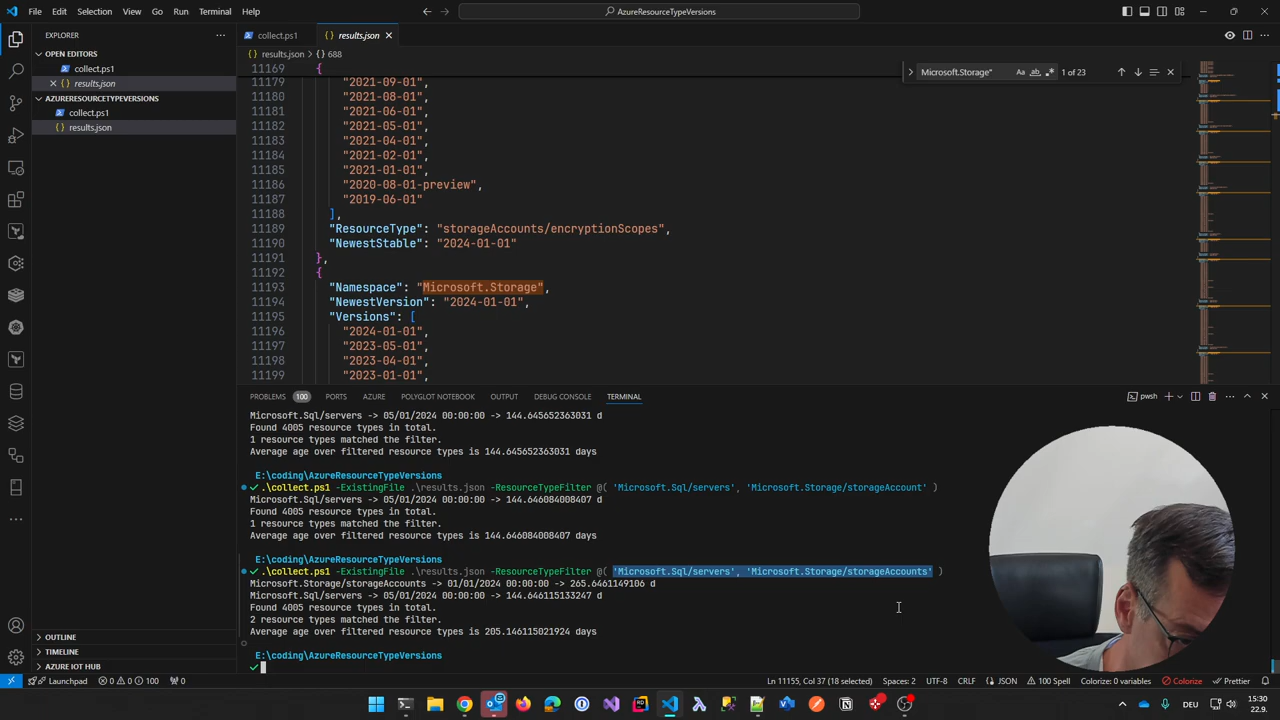 File Edit Selection View Go Run Terminal Help
AzureResourceTypeVersions
EXPLORER
OPEN EDITORS
collect.ps1
results.json
AZURERESOURCETYPEVERSIONS
collect.ps1
results.json
OUTLINE
TIMELINE
AZURE IOT HUB
collect.ps1 results.json
results.json > {} 688
Microsoft.Storage" Aa ab 1 of 23
11169 {
11179 "2021-09-01",
11180 "2021-08-01",
11181 "2021-06-01",
11182 "2021-05-01",
11183 "2021-04-01",
11184 "2021-02-01",
11185 "2021-01-01",
11186 "2020-08-01-preview",
11187 "2019-06-01"
11188 ],
11189 "ResourceType": "storageAccounts/encryptionScopes",
11190 "NewestStable": "2024-01-01"
11191 },
11192 {
11193 "Namespace": "Microsoft.Storage",
11194 "NewestVersion": "2024-01-01",
11195 "Versions": [
11196 "2024-01-01",
11197 "2023-05-01",
11198 "2023-04-01",
11199 "2023-01-01",
PROBLEMS 100 PORTS AZURE POLYGLOT NOTEBOOK OUTPUT DEBUG CONSOLE TERMINAL pwsh
Microsoft.Sql/servers -> 05/01/2024 00:00:00 -> 144.645652363031 d
Found 4005 resource types in total.
1 resource types matched the filter.
Average age over filtered resource types is 144.645652363031 days
E:\coding\AzureResourceTypeVersions
.\collect.ps1 -ExistingFile .\results.json -ResourceTypeFilter @( 'Microsoft.Sql/servers', 'Microsoft.Storage/storageAccount' )
Microsoft.Sql/servers -> 05/01/2024 00:00:00 -> 144.646084008407 d
Found 4005 resource types in total.
1 resource types matched the filter.
Average age over filtered resource types is 144.646084008407 days
E:\coding\AzureResourceTypeVersions
.\collect.ps1 -ExistingFile .\results.json -ResourceTypeFilter @( 'Microsoft.Sql/servers', 'Microsoft.Storage/storageAccounts' )
Microsoft.Storage/storageAccounts -> 01/01/2024 00:00:00 -> 265.6461149106 d
Microsoft.Sql/servers -> 05/01/2024 00:00:00 -> 144.646115133247 d
Found 4005 resource types in total.
2 resource types matched the filter.
Average age over filtered resource types is 205.146115021924 days
E:\coding\AzureResourceTypeVersions
Launchpad 0 0 100 0 Ln 11155, Col 37 (18 selected) Spaces: 2 UTF-8 CRLF JSON 100 Spell Colorize: 0 variables Colorize Prettier
DEU 15:30
22.9.